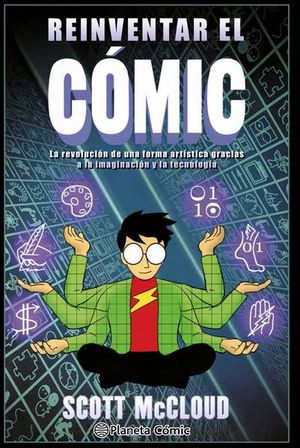 REINVENTAR EL
CÓMIC
La revolución de una forma artística gracias
a la imaginación y la tecnología
01
10
$
01
SCOTT McCLOUD
Planeta Cómic